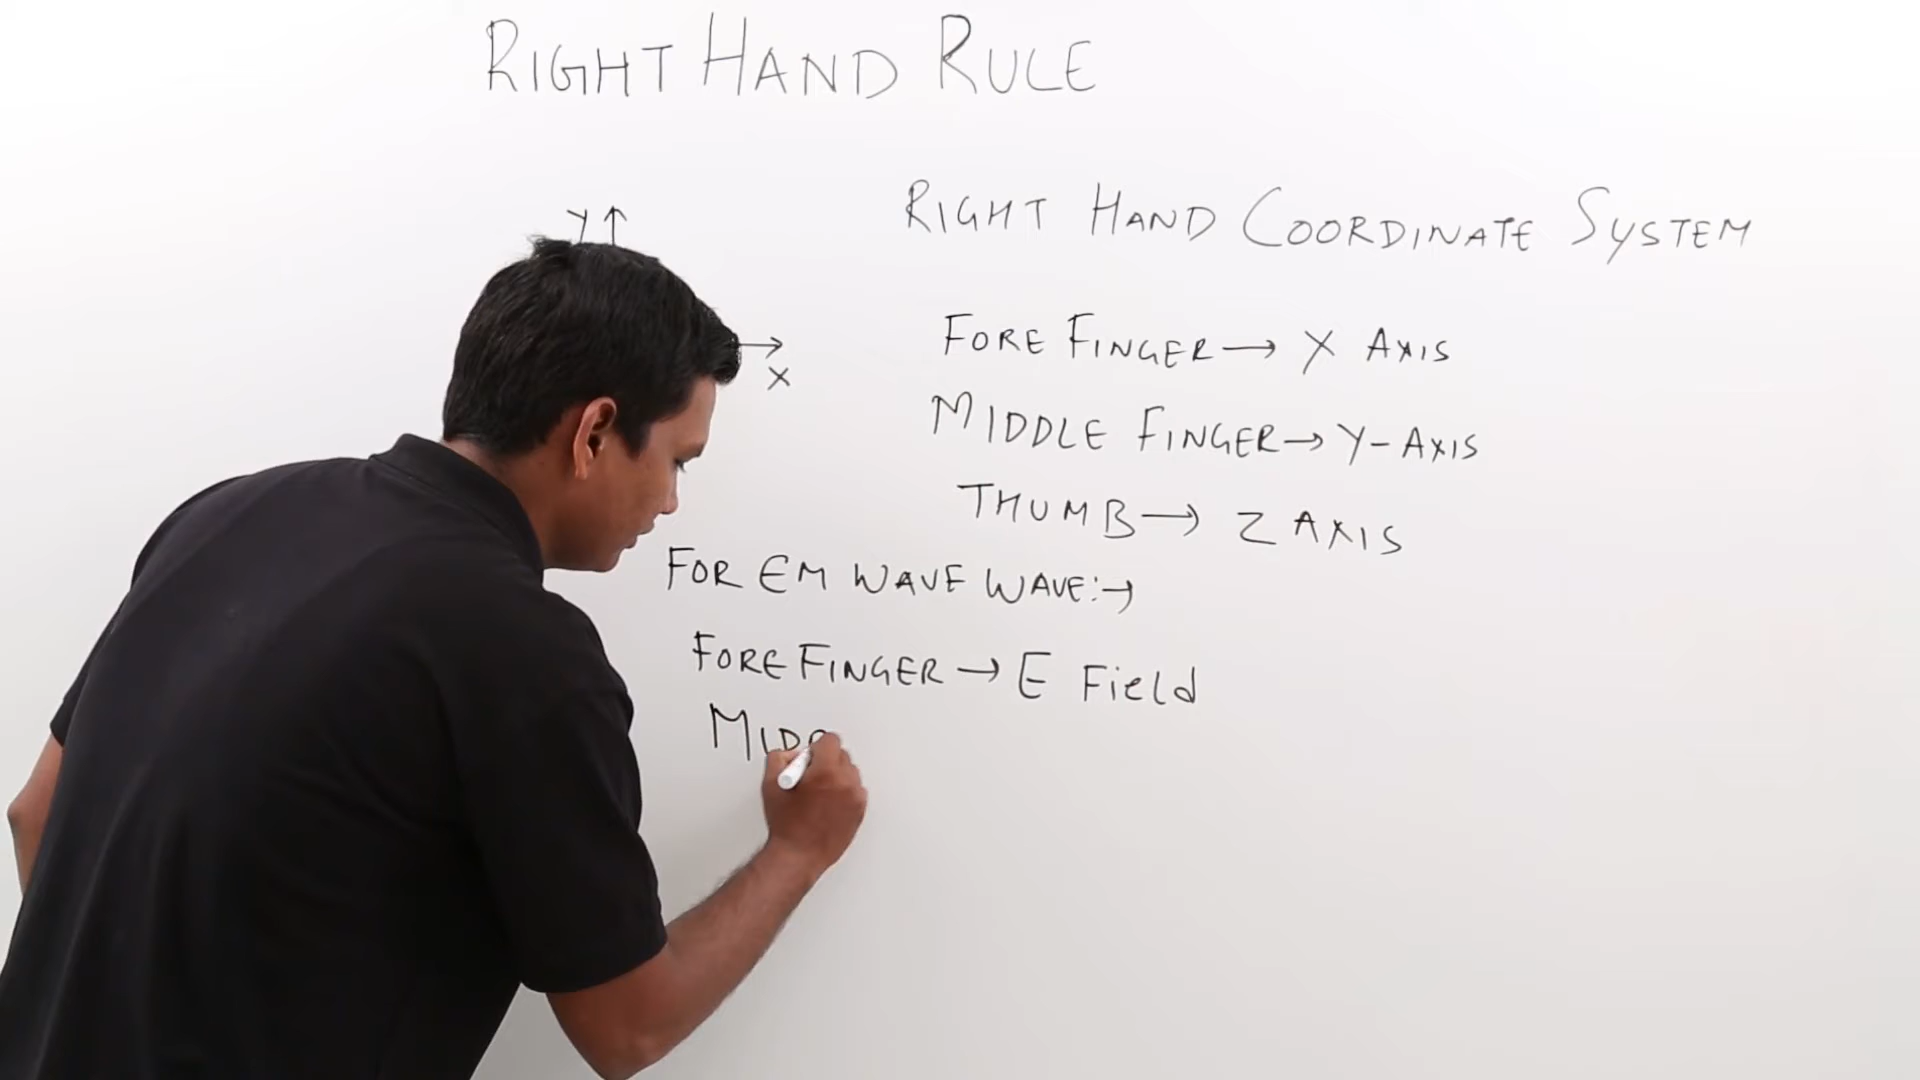 RIGHT HAND RULE
Y
X
RIGHT HAND COORDINATE SYSTEM
FORE FINGER → X AXIS
MIDDLE FINGER → Y-AXIS
THUMB → Z AXIS
FOR EM WAVE WAVE:→
FORE FINGER → E Field